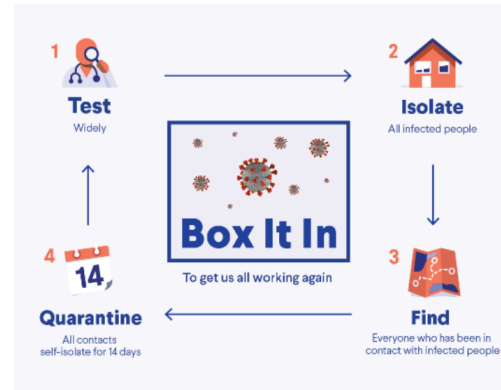 1
Test
Widely
2
Isolate
All infected people
Box It In
To get us all working again
4
14
Quarantine
All contacts
self-isolate for 14 days
3
Find
Everyone who has been in
contact with infected people